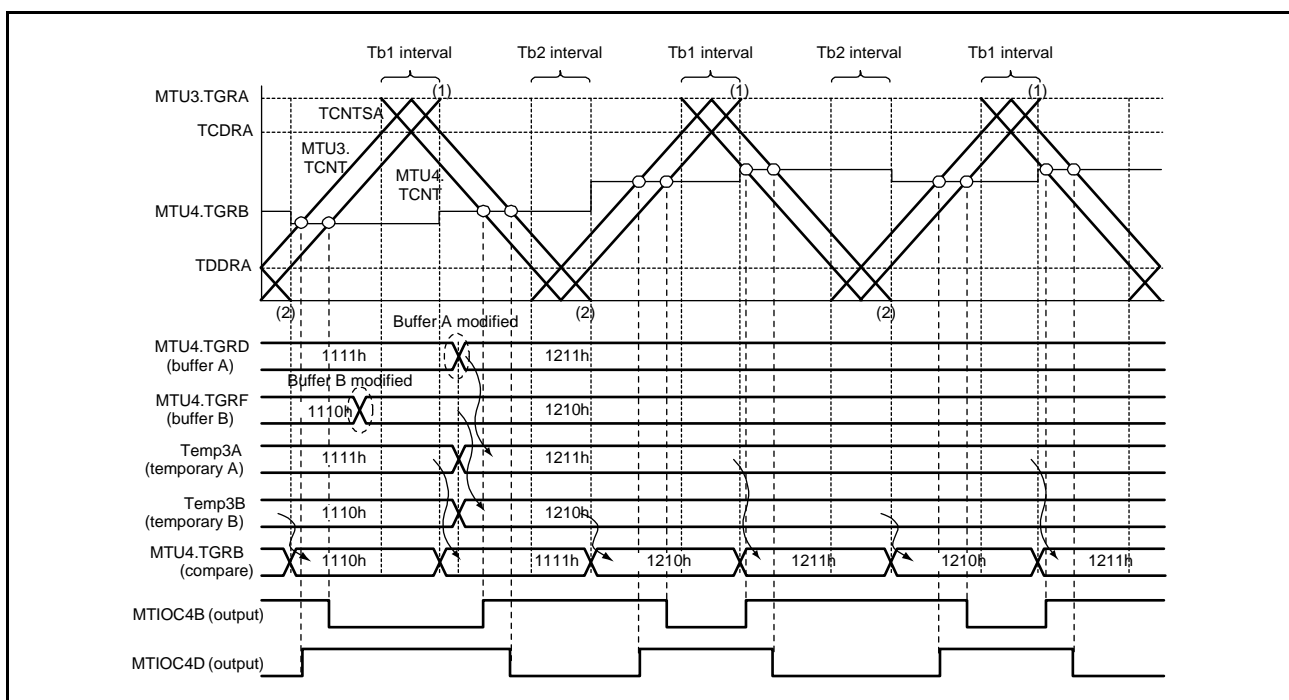 Tb1 interval Tb2 interval Tb1 interval Tb2 interval Tb1 interval
MTU3.TGRA
(1) (1) (1)
TCNTSA
TCDRA
MTU3.
TCNT
MTU4.
TCNT
MTU4.TGRB
TDDRA
(2) (2) (2)
Buffer A modified
MTU4.TGRD
(buffer A)
1111h 1211h
Buffer B modified
MTU4.TGRF
(buffer B)
1110h 1210h
Temp3A
(temporary A)
1111h 1211h
Temp3B
(temporary B)
1110h 1210h
MTU4.TGRB
(compare)
1110h 1111h 1210h 1211h 1210h 1211h
MTIOC4B (output)
MTIOC4D (output)